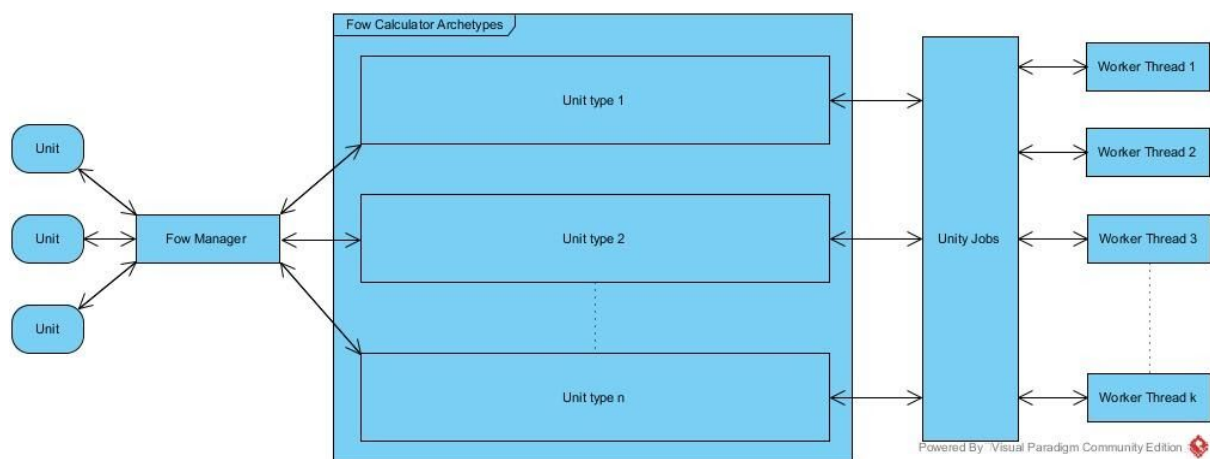 Fow Calculator Archetypes
Unit
Unit
Unit
Fow Manager
Unit type 1
Unit type 2
Unit type n
Unity Jobs
Worker Thread 1
Worker Thread 2
Worker Thread 3
Worker Thread k
Powered By Visual Paradigm Community Edition